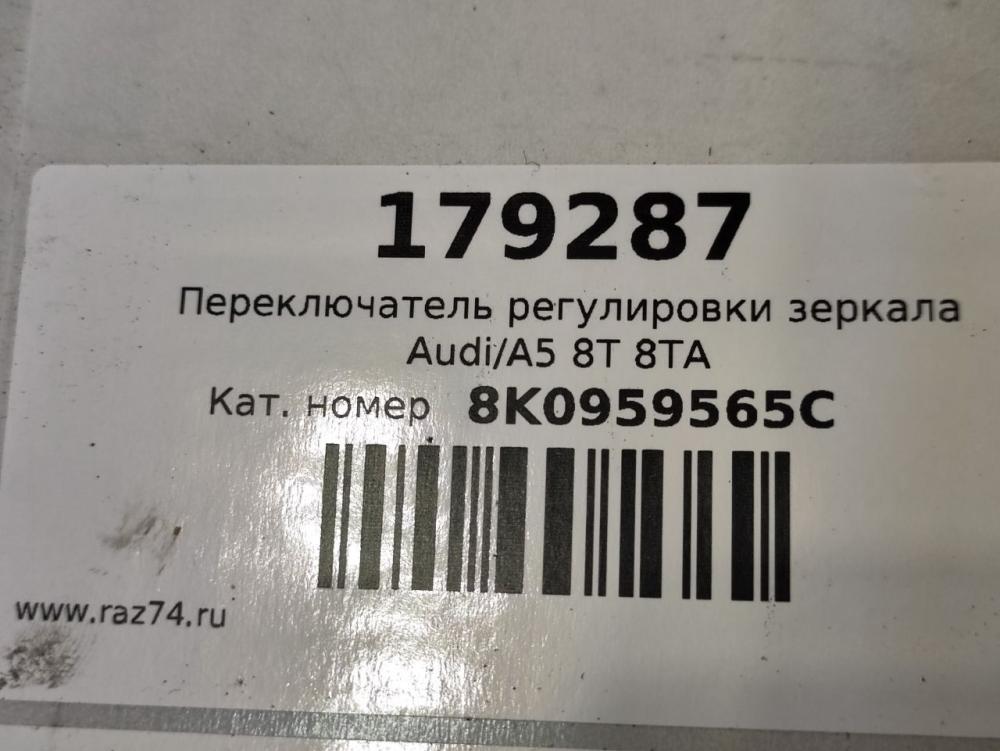 179287
Переключатель регулировки зеркала
Audi/A5 8T 8TA
Кат. номер 8K0959565C
www.raz74.ru